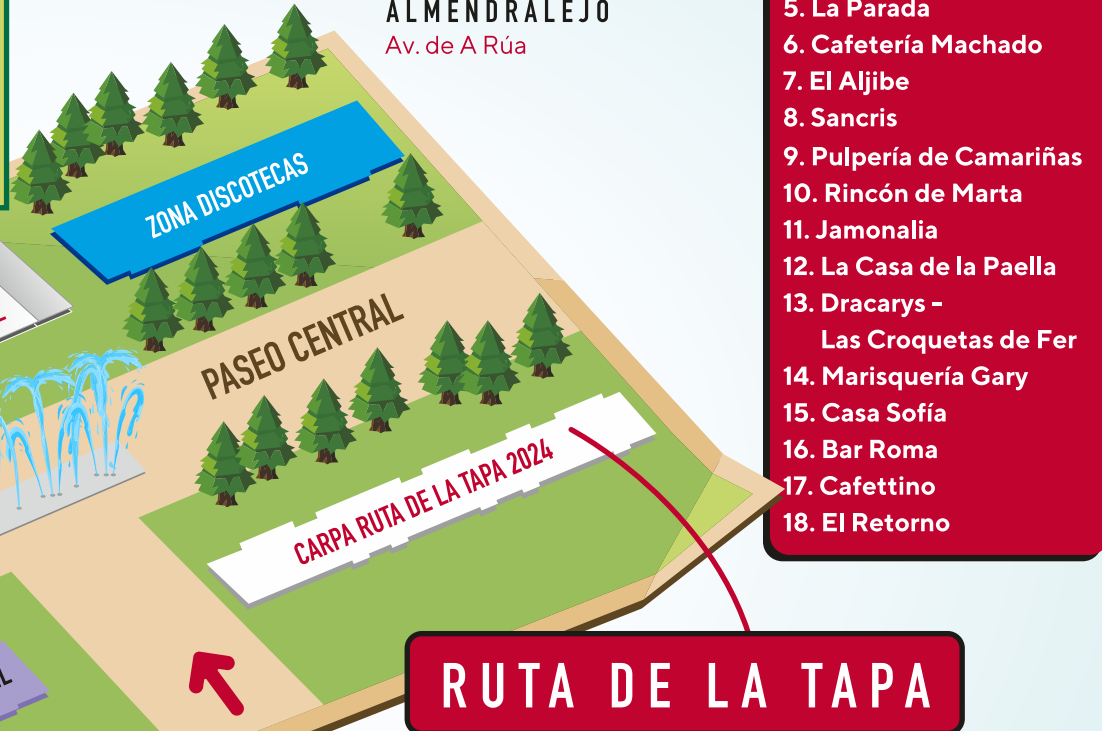 ALMENDRALEJO
Av. de A Rúa
5. La Parada
6. Cafetería Machado
7. El Aljibe
8. Sancris
9. Pulpería de Camariñas
10. Rincón de Marta
11. Jamonalia
12. La Casa de la Paella
13. Dracarys -
Las Croquetas de Fer
14. Marisquería Gary
15. Casa Sofía
16. Bar Roma
17. Cafettino
18. El Retorno
ZONA DISCOTECAS
PASEO CENTRAL
CARPA RUTA DE LA TAPA 2024
RUTA DE LA TAPA